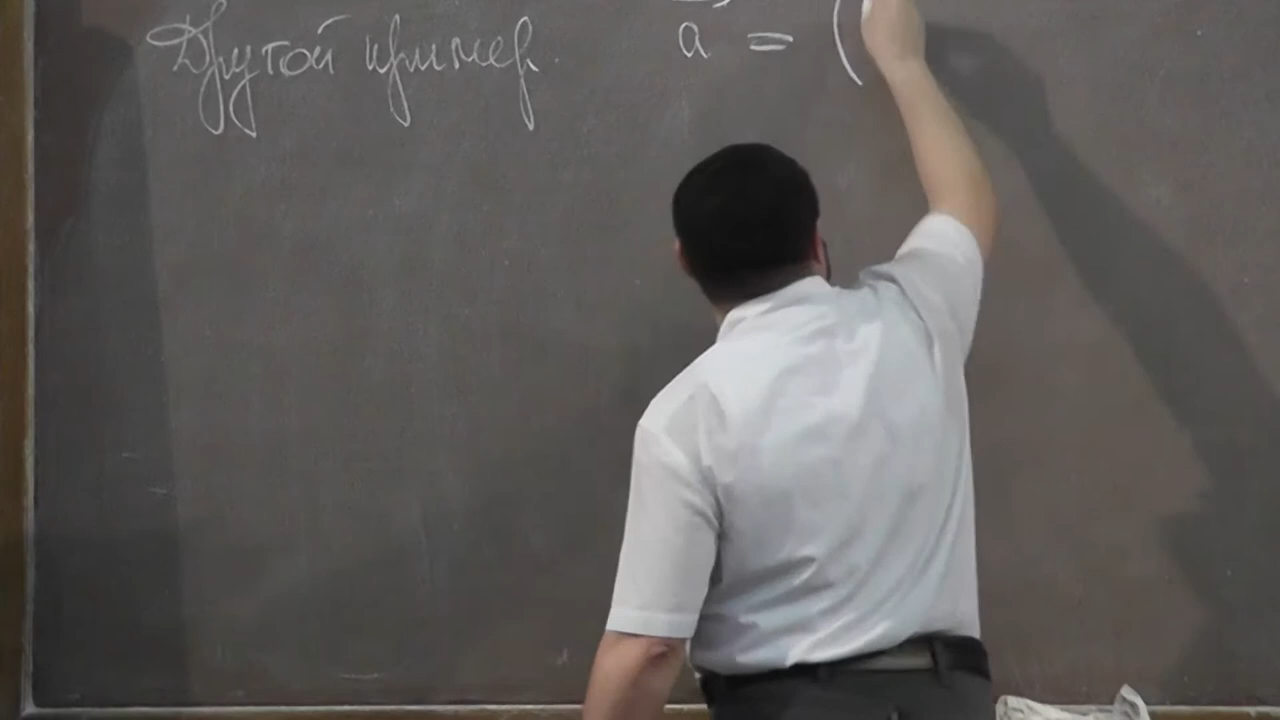 Другой пример. a = (